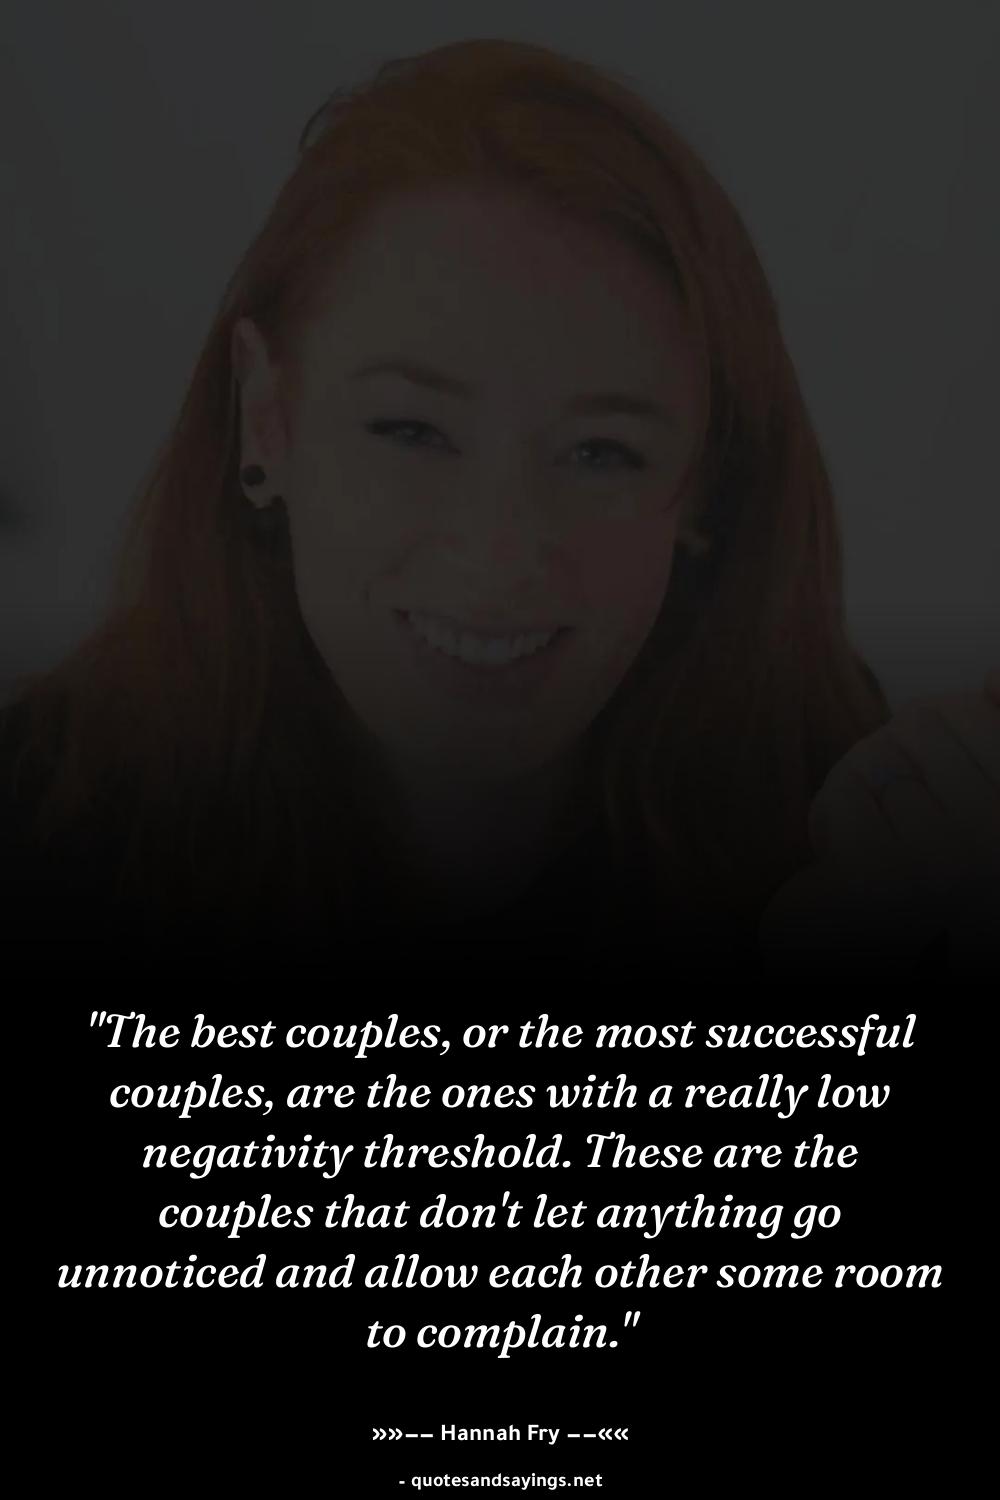 "The best couples, or the most successful
couples, are the ones with a really low
negativity threshold. These are the
couples that don't let anything go
unnoticed and allow each other some room
to complain."
»»−− Hannah Fry −−««
- quotesandsayings.net